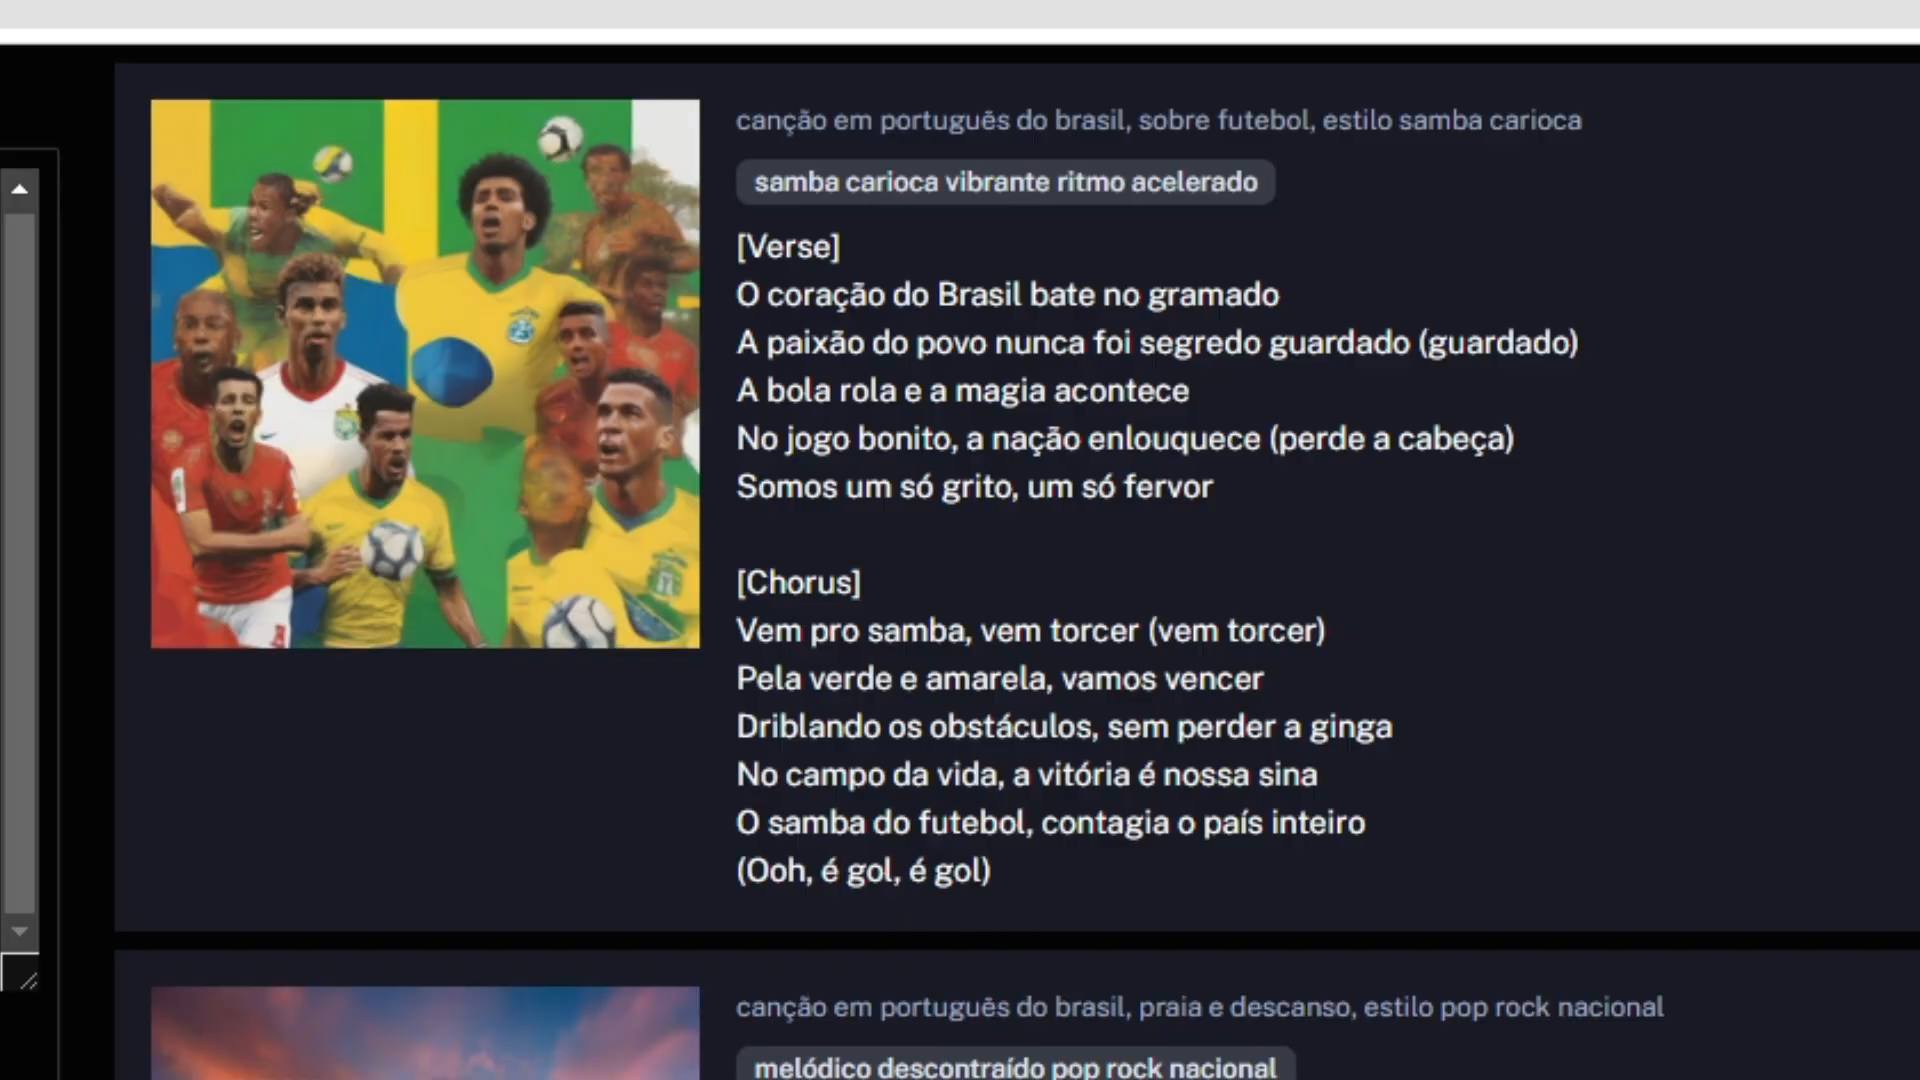 canção em português do brasil, sobre futebol, estilo samba carioca
samba carioca vibrante ritmo acelerado
[Verse]
O coração do Brasil bate no gramado
A paixão do povo nunca foi segredo guardado (guardado)
A bola rola e a magia acontece
No jogo bonito, a nação enlouquece (perde a cabeça)
Somos um só grito, um só fervor
[Chorus]
Vem pro samba, vem torcer (vem torcer)
Pela verde e amarela, vamos vencer
Driblando os obstáculos, sem perder a ginga
No campo da vida, a vitória é nossa sina
O samba do futebol, contagia o país inteiro
(Ooh, é gol, é gol)
canção em português do brasil, praia e descanso, estilo pop rock nacional
melódico descontraído pop rock nacional